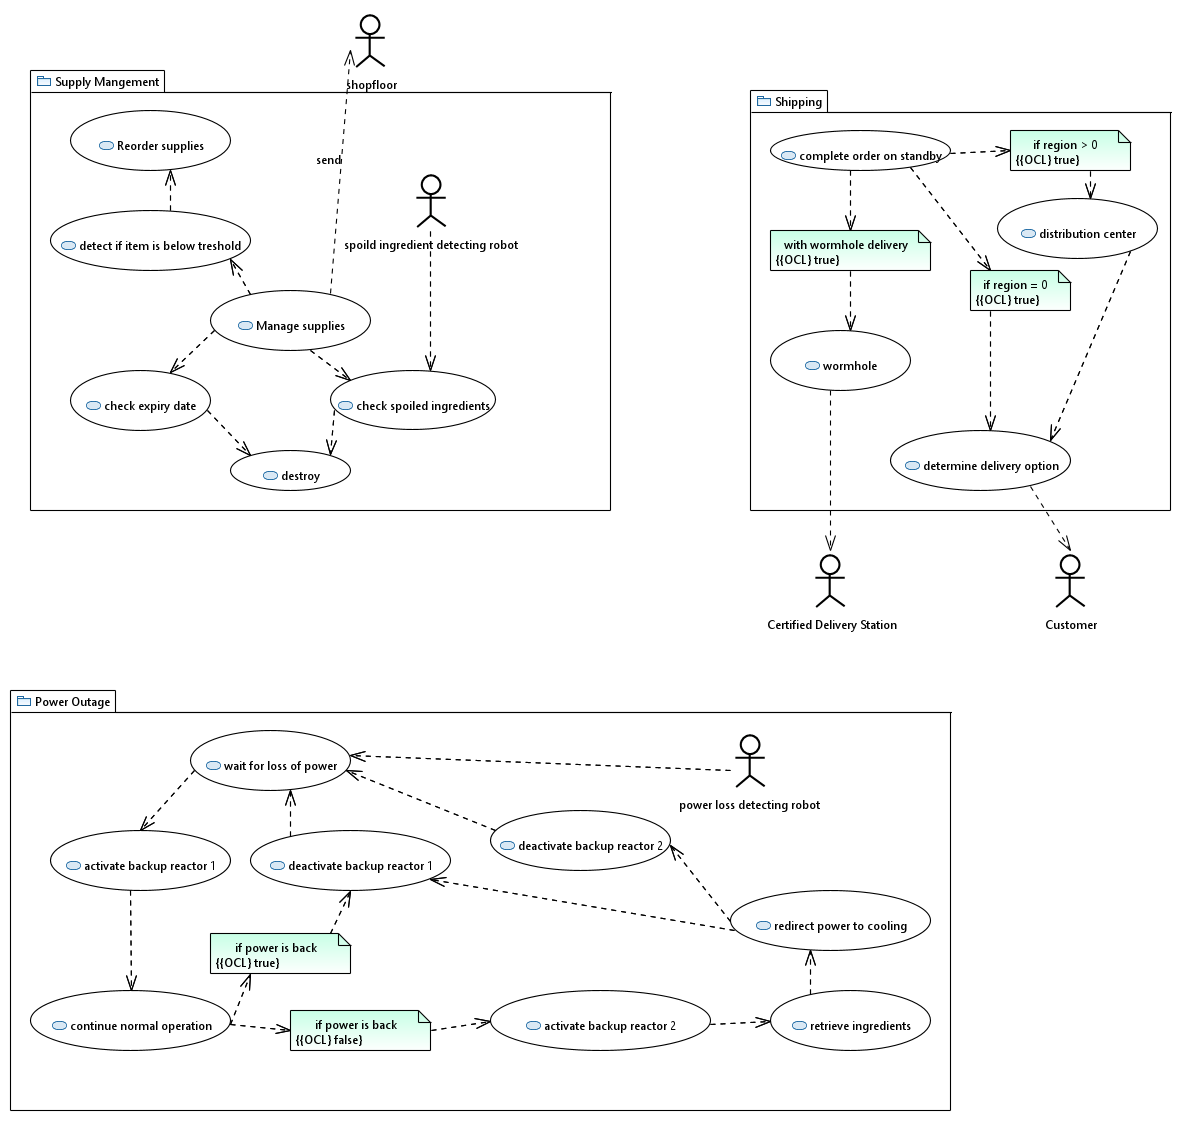 shopfloor
Supply Mangement
Reorder supplies
send
detect if item is below treshold
spoild ingredient detecting robot
Manage supplies
check expiry date
check spoiled ingredients
destroy
Shipping
complete order on standby
if region > 0
{{OCL} true}
with wormhole delivery
{{OCL} true}
distribution center
if region = 0
{{OCL} true}
wormhole
determine delivery option
Certified Delivery Station
Customer
Power Outage
wait for loss of power
power loss detecting robot
activate backup reactor 1
deactivate backup reactor 1
deactivate backup reactor 2
redirect power to cooling
if power is back
{{OCL} true}
continue normal operation
if power is back
{{OCL} false}
activate backup reactor 2
retrieve ingredients